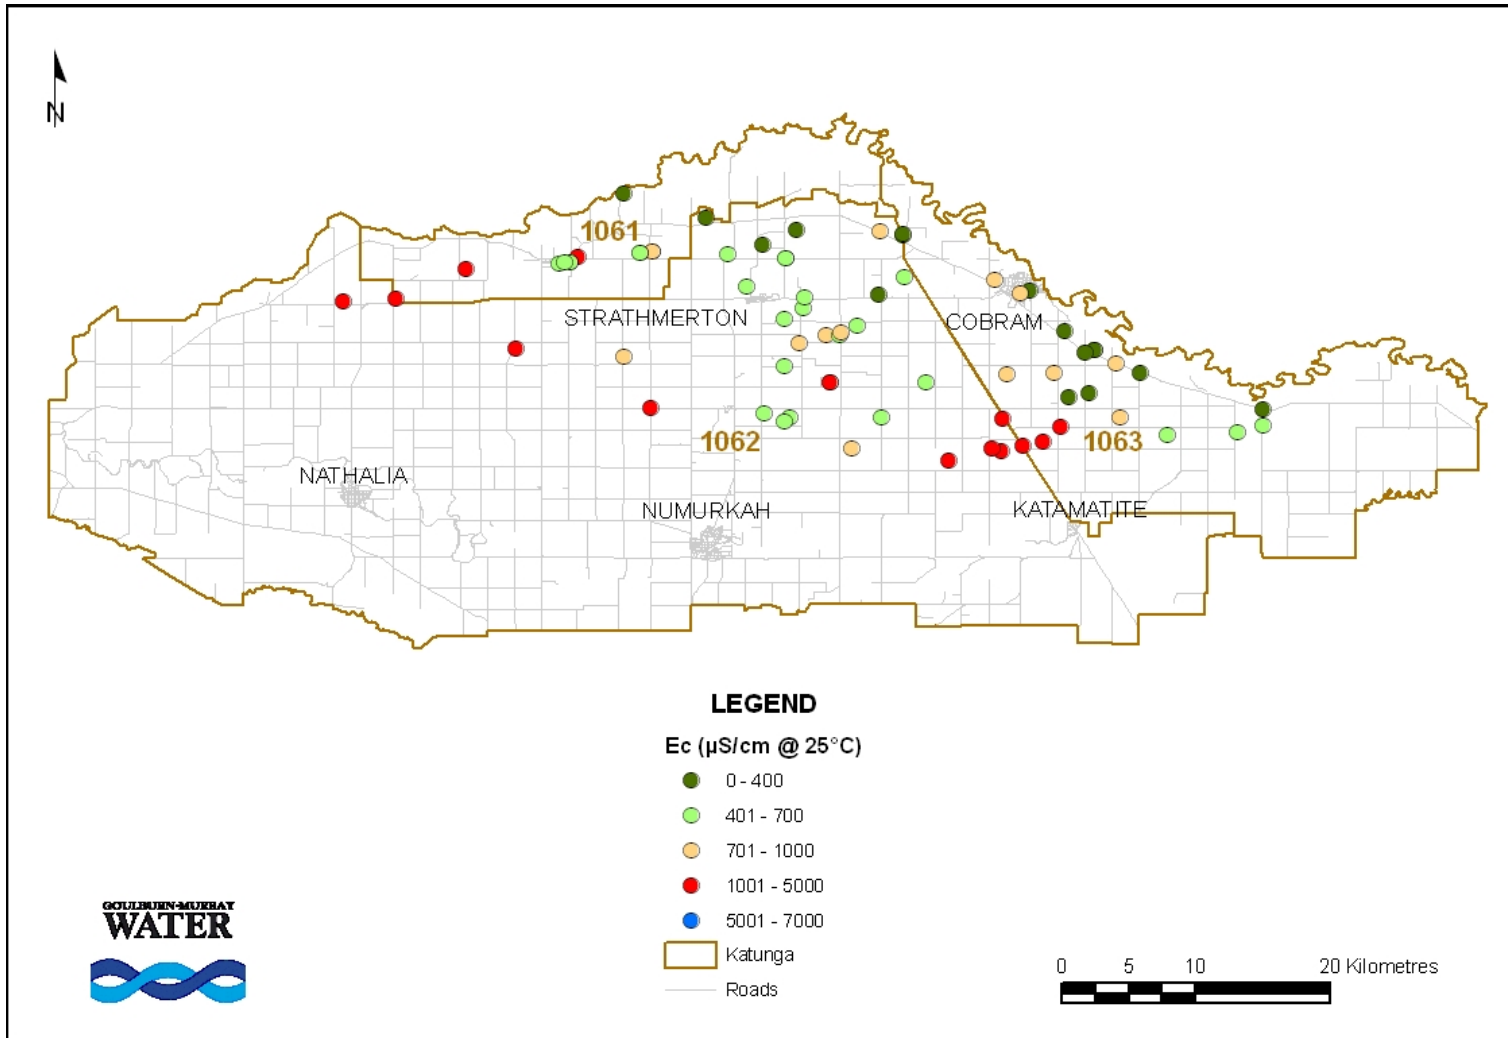 N
1061
STRATHMERTON
COBRAM
1062
1063
NATHALIA
NUMURKAH
KATAMATITE
LEGEND
Ec (µS/cm @ 25°C)
0 - 400
401 - 700
701 - 1000
1001 - 5000
5001 - 7000
Katunga
Roads
GOULBURN-MURRAY
WATER
0 5 10 20 Kilometres